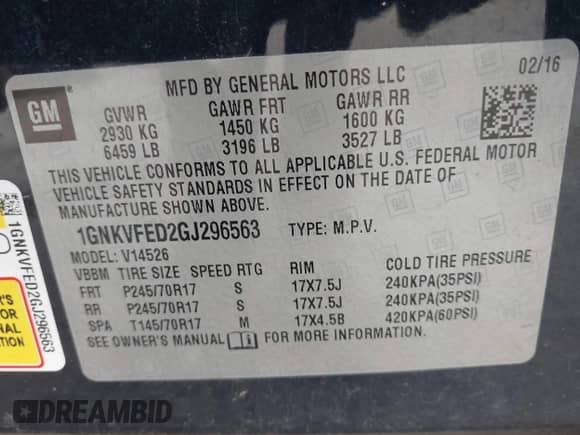 MFD BY GENERAL MOTORS LLC
02/16
GM
GVWR GAWR FRT GAWR RR
2930 KG 1450 KG 1600 KG
6459 LB 3196 LB 3527 LB
THIS VEHICLE CONFORMS TO ALL APPLICABLE U.S. FEDERAL MOTOR
VEHICLE SAFETY STANDARDS IN EFFECT ON THE DATE OF
MANUFACTURE SHOWN ABOVE.
1GNKVFED2GJ296563 TYPE: M.P.V.
MODEL: V14526
VBBM TIRE SIZE SPEED RTG RIM COLD TIRE PRESSURE
FRT P245/70R17 S 17X7.5J 240KPA(35PSI)
RR P245/70R17 S 17X7.5J 240KPA(35PSI)
SPA T145/70R17 M 17X4.5B 420KPA(60PSI)
SEE OWNER'S MANUAL FOR MORE INFORMATION
1GNKVFED2GJ296563
DREAMBID